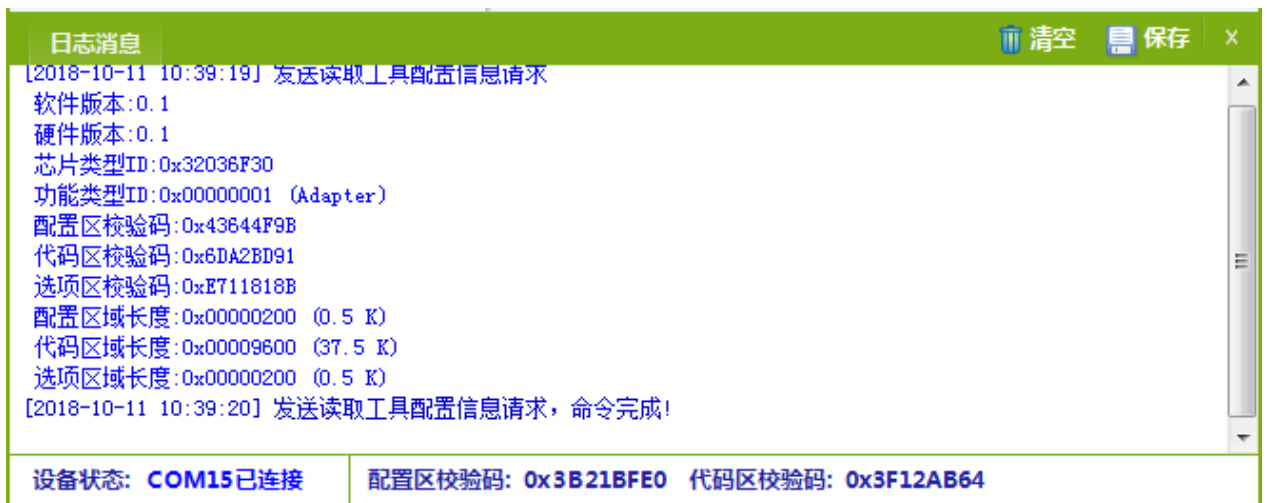 日志消息 清空 保存 x
[2018-10-11 10:39:19] 发送读取工具配置信息请求
软件版本:0.1
硬件版本:0.1
芯片类型ID:0x32036F30
功能类型ID:0x00000001 (Adapter)
配置区校验码:0x43644F9B
代码区校验码:0x6DA2BD91
选项区校验码:0xE711818B
配置区域长度:0x00000200 (0.5 K)
代码区域长度:0x00009600 (37.5 K)
选项区域长度:0x00000200 (0.5 K)
[2018-10-11 10:39:20] 发送读取工具配置信息请求，命令完成!
设备状态: COM15已连接 配置区校验码: 0x3B21BFE0 代码区校验码: 0x3F12AB64